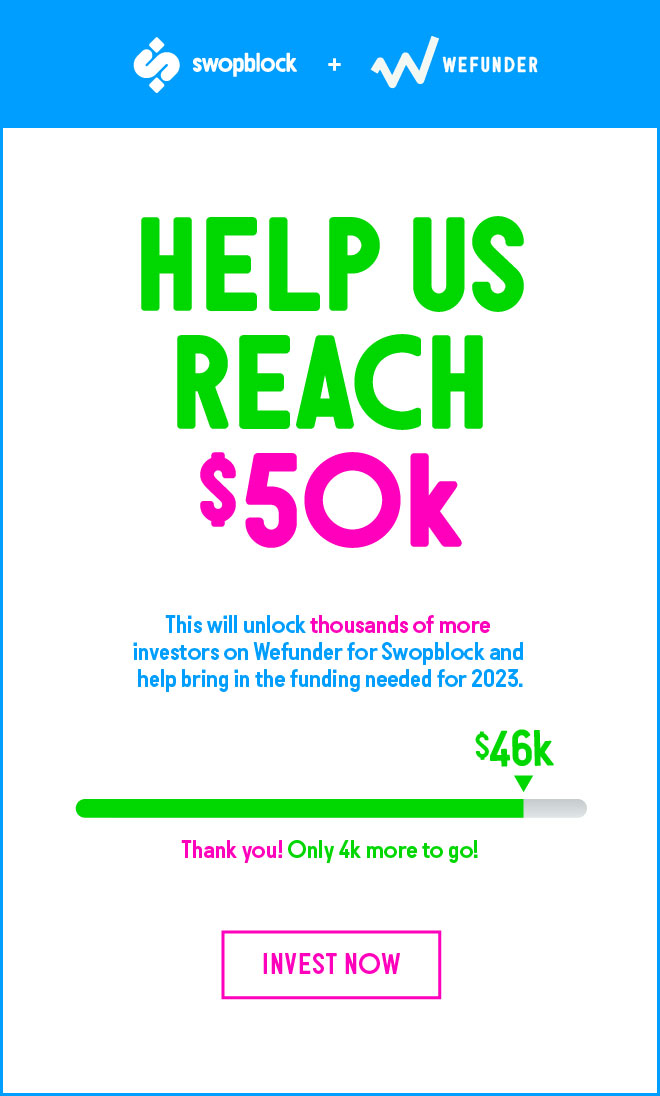 swopblock + WEFUNDER
HELP US
REACH
$50k
This will unlock thousands of more
investors on Wefunder for Swopblock and
help bring in the funding needed for 2023.
$46k
Thank you! Only 4k more to go!
INVEST NOW